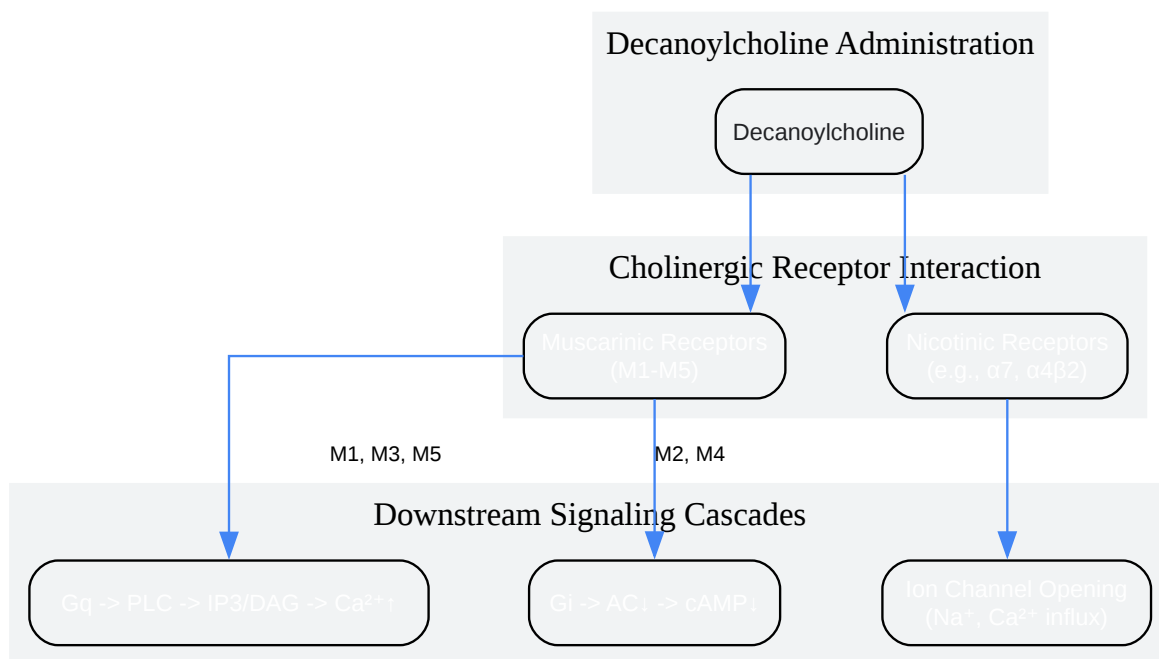 Decanoylcholine Administration
Decanoylcholine
Cholinergic Receptor Interaction
Muscarinic Receptors
(M1-M5)
Nicotinic Receptors
(e.g., α7, α4β2)
M1, M3, M5
M2, M4
Downstream Signaling Cascades
Gq -> PLC -> IP3/DAG -> Ca²⁺↑
Gi -> AC↓ -> cAMP↓
Ion Channel Opening
(Na⁺, Ca²⁺ influx)